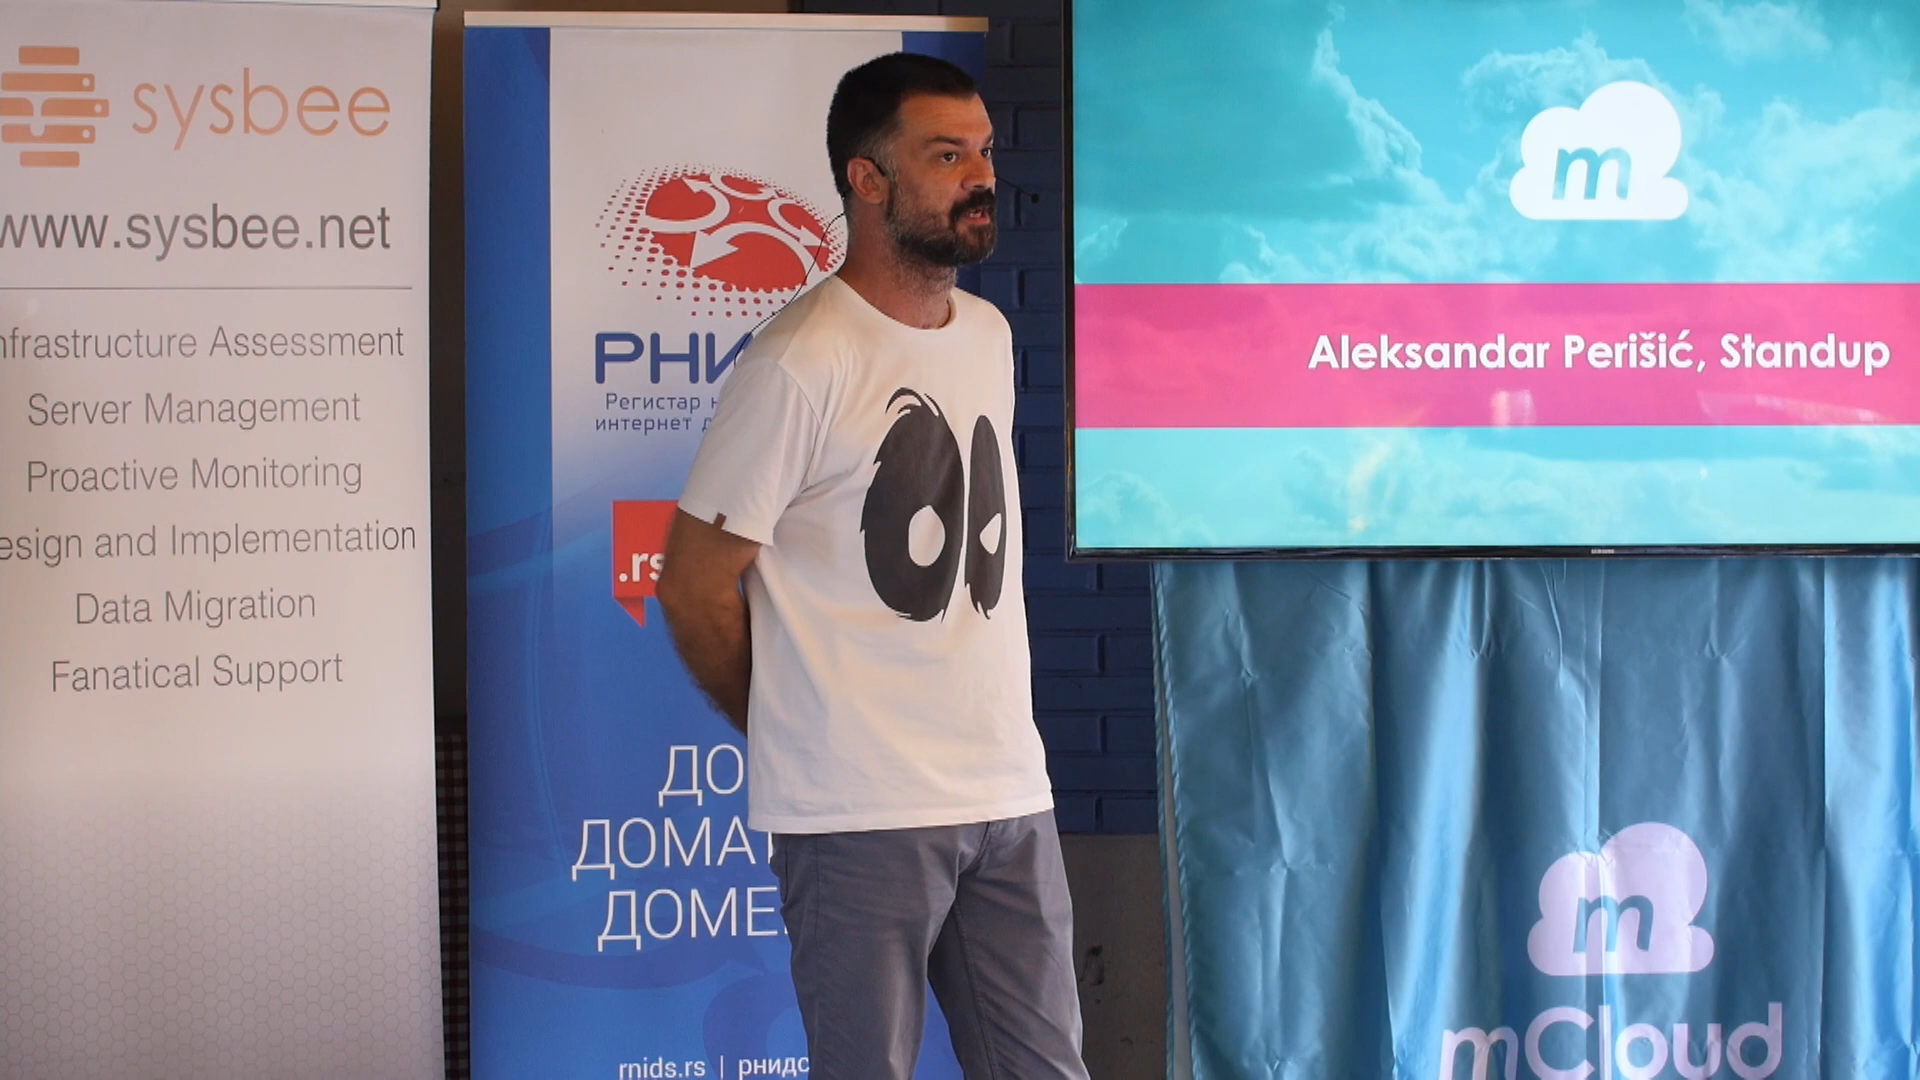 sysbee
www.sysbee.net
nfrastructure Assessment
Server Management
Proactive Monitoring
esign and Implementation
Data Migration
Fanatical Support
РНИ
Регистар
интернет
.rs
ДО
ДОМА
ДОМЕ
rnids.rs | рнидс
m
Aleksandar Perišić, Standup
m
mCloud